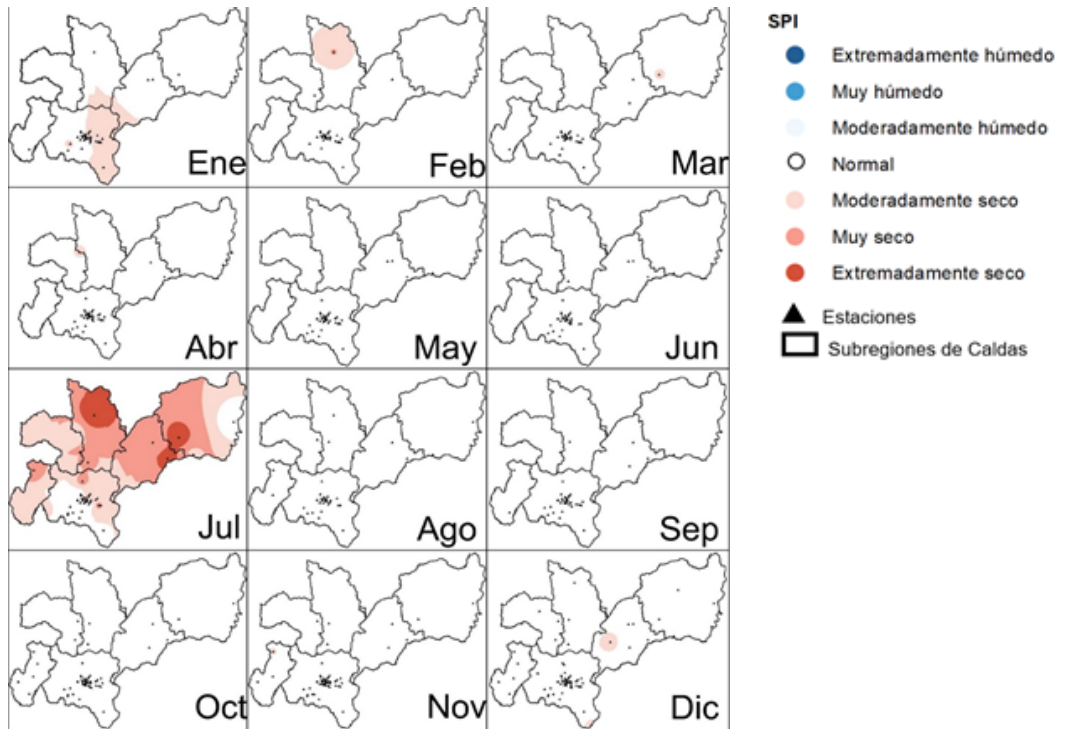 Ene
Feb
Mar
Abr
May
Jun
Jul
Ago
Sep
Oct
Nov
Dic
SPI
Extremadamente húmedo
Muy húmedo
Moderadamente húmedo
Normal
Moderadamente seco
Muy seco
Extremadamente seco
Estaciones
Subregiones de Caldas